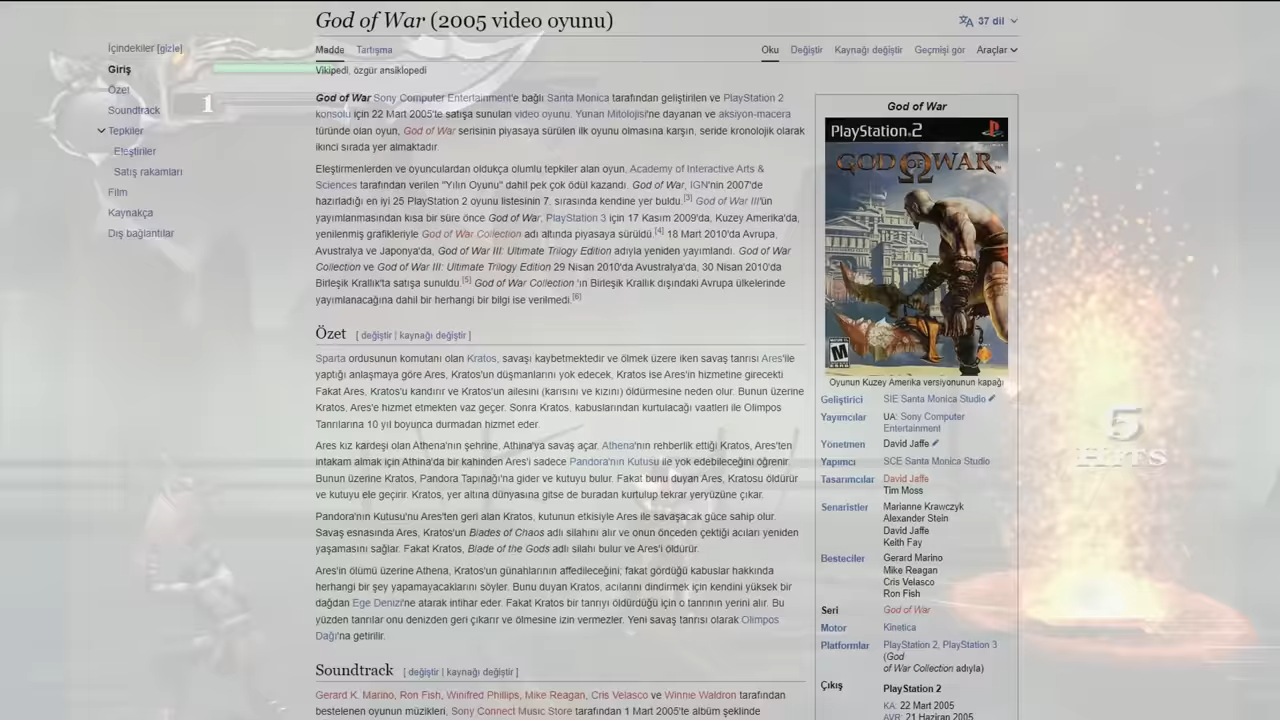 God of War (2005 video oyunu)
37 dil
İçindekiler [gizle]
Giriş
Özet
Soundtrack
Tepkiler
Eleştiriler
Satış rakamları
Film
Kaynakça
Dış bağlantılar
1
Madde Tartışma
Oku Değiştir Kaynağı değiştir Geçmişi gör Araçlar
Vikipedi, özgür ansiklopedi
God of War Sony Computer Entertainment'e bağlı Santa Monica tarafından geliştirilen ve PlayStation 2
konsolu için 22 Mart 2005'te satışa sunulan video oyunu. Yunan Mitolojisi'ne dayanan ve aksiyon-macera
türünde olan oyun, God of War serisinin piyasaya sürülen ilk oyunu olmasına karşın, seride kronolojik olarak
ikinci sırada yer almaktadır.
Eleştirmenlerden ve oyunculardan oldukça olumlu tepkiler alan oyun, Academy of Interactive Arts &
Sciences tarafından verilen "Yılın Oyunu" dahil pek çok ödül kazandı. God of War, IGN'nin 2007'de
hazırladığı en iyi 25 PlayStation 2 oyunu listesinin 7. sırasında kendine yer buldu.[3] God of War III'ün
yayımlanmasından kısa bir süre önce God of War, PlayStation 3 için 17 Kasım 2009'da, Kuzey Amerika'da,
yenilenmiş grafikleriyle God of War Collection adı altında piyasaya sürüldü.[4] 18 Mart 2010'da Avrupa,
Avustralya ve Japonya'da, God of War III: Ultimate Trilogy Edition adıyla yeniden yayımlandı. God of War
Collection ve God of War III: Ultimate Trilogy Edition 29 Nisan 2010'da Avustralya'da, 30 Nisan 2010'da
Birleşik Krallık'ta satışa sunuldu.[5] God of War Collection 'ın Birleşik Krallık dışındaki Avrupa ülkelerinde
yayımlanacağına dahil bir herhangi bir bilgi ise verilmedi.[6]
Özet [ değiştir | kaynağı değiştir ]
Sparta ordusunun komutanı olan Kratos, savaşı kaybetmektedir ve ölmek üzere iken savaş tanrısı Ares'ile
yaptığı anlaşmaya göre Ares, Kratos'un düşmanlarını yok edecek, Kratos ise Ares'in hizmetine girecekti
Fakat Ares, Kratos'u kandırır ve Kratos'un ailesini (karısını ve kızını) öldürmesine neden olur. Bunun üzerine
Kratos, Ares'e hizmet etmekten vaz geçer. Sonra Kratos, kabuslarından kurtulacağı vaatleri ile Olimpos
Tanrılarına 10 yıl boyunca durmadan hizmet eder.
Ares kız kardeşi olan Athena'nın şehrine, Athina'ya savaş açar. Athena'nın rehberlik ettiği Kratos, Ares'ten
intakam almak için Athina'da bir kahinden Ares'i sadece Pandora'nın Kutusu ile yok edebileceğini öğrenir.
Bunun üzerine Kratos, Pandora Tapınağı'na gider ve kutuyu bulur. Fakat bunu duyan Ares, Kratosu öldürür
ve kutuyu ele geçirir. Kratos, yer altına dünyasına gitse de buradan kurtulup tekrar yeryüzüne çıkar.
Pandora'nın Kutusu'nu Ares'ten geri alan Kratos, kutunun etkisiyle Ares ile savaşacak güce sahip olur.
Savaş esnasında Ares, Kratos'un Blades of Chaos adlı silahını alır ve onun önceden çektiği acıları yeniden
yaşamasını sağlar. Fakat Kratos, Blade of the Gods adlı silahı bulur ve Ares'i öldürür.
Ares'in ölümü üzerine Athena, Kratos'un günahlarının affedileceğini; fakat gördüğü kabuslar hakkında
herhangi bir şey yapamayacaklarını söyler. Bunu duyan Kratos, acılarını dindirmek için kendini yüksek bir
dağdan Ege Denizi'ne atarak intihar eder. Fakat Kratos bir tanrıyı öldürdüğü için o tanrının yerini alır. Bu
yüzden tanrılar onu denizden geri çıkarır ve ölmesine izin vermezler. Yeni savaş tanrısı olarak Olimpos
Dağı'na getirilir.
Soundtrack [ değiştir | kaynağı değiştir ]
Gerard K. Marino, Ron Fish, Winifred Phillips, Mike Reagan, Cris Velasco ve Winnie Waldron tarafından
bestelenen oyunun müzikleri, Sony Connect Music Store tarafından 1 Mart 2005'te albüm şeklinde
God of War
PlayStation 2
GOD OF WAR
M
Oyunun Kuzey Amerika versiyonunun kapağı
Geliştirici SIE Santa Monica Studio
Yayımcılar UA: Sony Computer
Entertainment
Yönetmen David Jaffe
Yapımcı SCE Santa Monica Studio
Tasarımcılar David Jaffe
Tim Moss
Senaristler Marianne Krawczyk
Alexander Stein
David Jaffe
Keith Fay
Besteciler Gerard Marino
Mike Reagan
Cris Velasco
Ron Fish
Seri God of War
Motor Kinetica
Platformlar PlayStation 2, PlayStation 3
(God
of War Collection adıyla)
Çıkış PlayStation 2
KA: 22 Mart 2005
AVR: 21 Haziran 2005
5
HITS